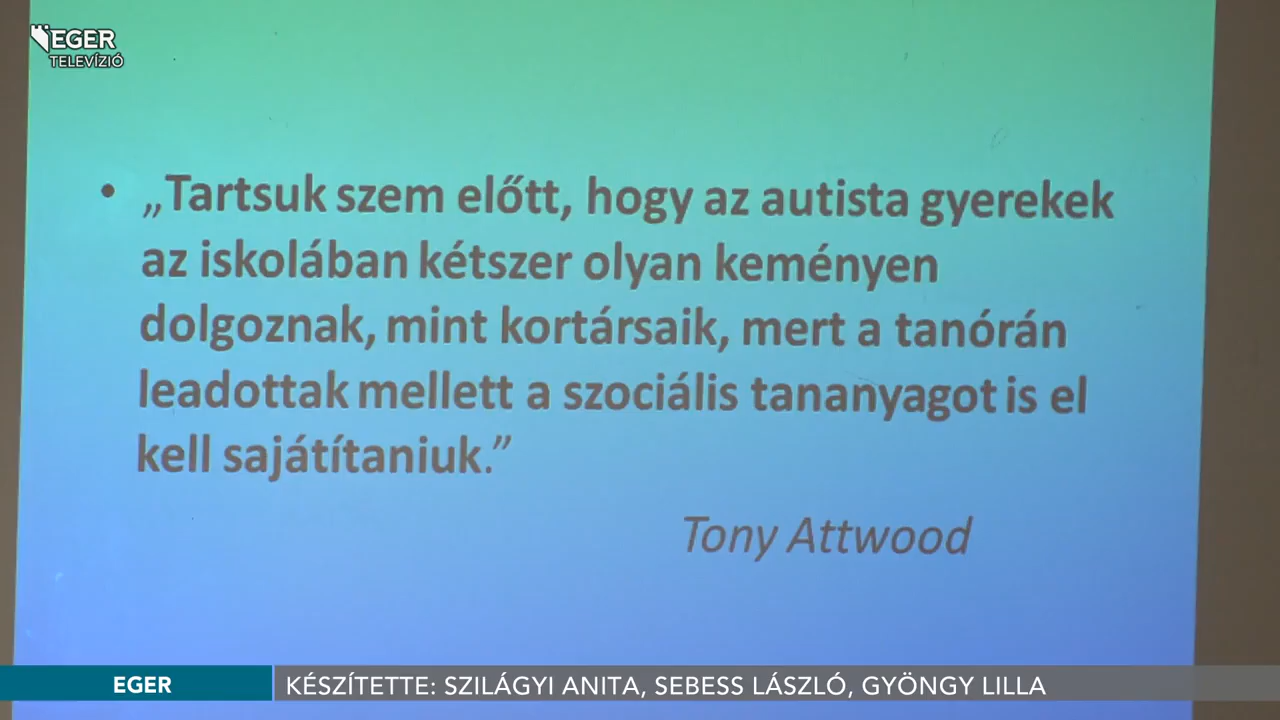 EGER
TELEVÍZIÓ
• „Tartsuk szem előtt, hogy az autista gyerekek
az iskolában kétszer olyan keményen
dolgoznak, mint kortársaik, mert a tanórán
leadottak mellett a szociális tananyagot is el
kell sajátítaniuk.”
Tony Attwood
EGER
KÉSZÍTETTE: SZILÁGYI ANITA, SEBESS LÁSZLÓ, GYÖNGY LILLA